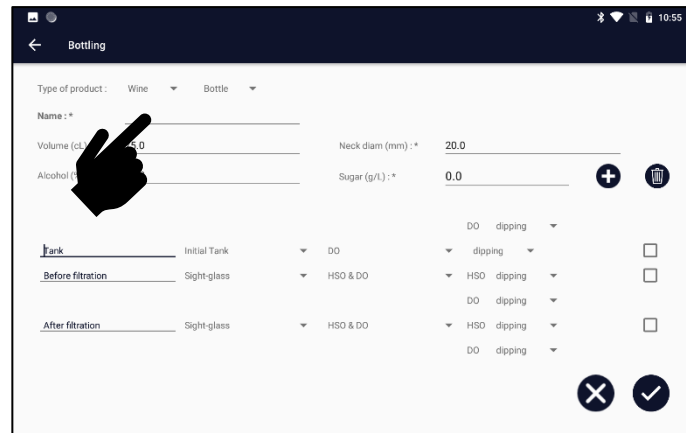 10:55
Bottling
Type of product : Wine Bottle
Name : *
Volume (cL) 5.0 Neck diam (mm) : * 20.0
Alcohol Sugar (g/L) : * 0.0
DO dipping
Tank Initial Tank DO dipping
Before filtration Sight-glass HSO & DO HSO dipping
DO dipping
After filtration Sight-glass HSO & DO HSO dipping
DO dipping